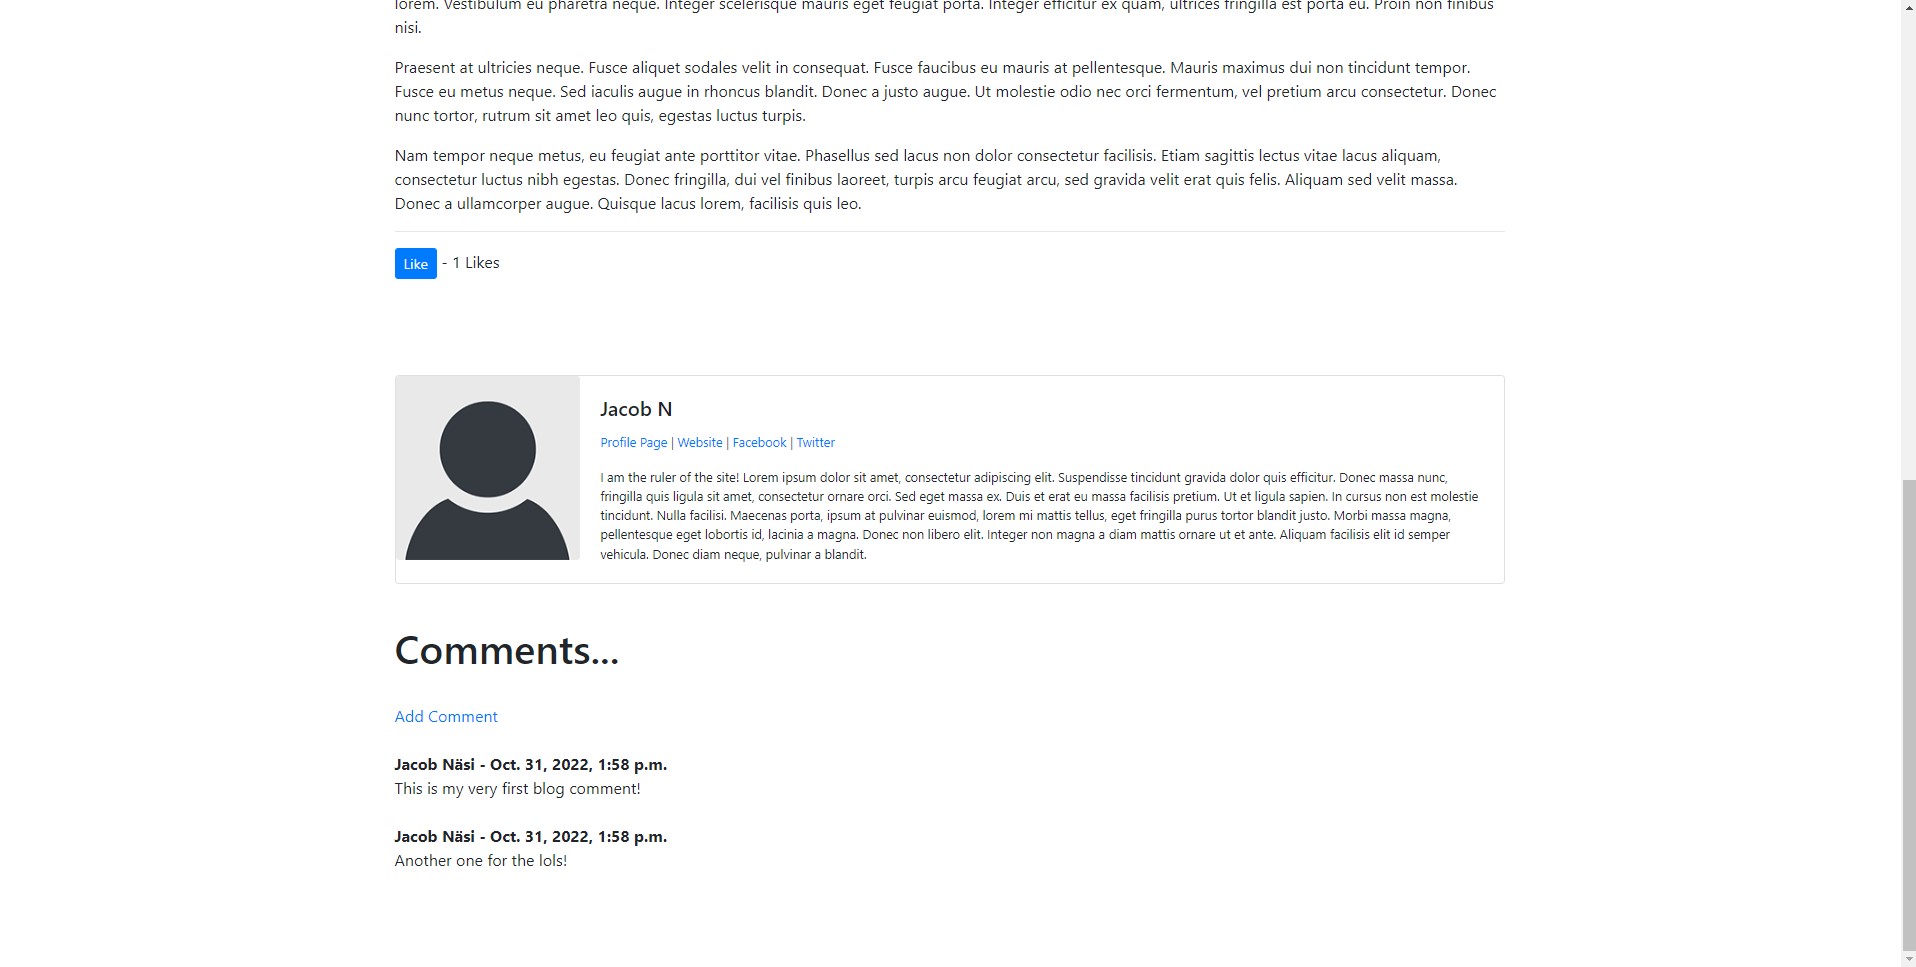 lorem. Vestibulum eu pharetra neque. Integer scelerisque mauris eget feugiat porta. Integer efficitur ex quam, ultrices fringilla est porta eu. Proin non finibus
nisi.
Praesent at ultricies neque. Fusce aliquet sodales velit in consequat. Fusce faucibus eu mauris at pellentesque. Mauris maximus dui non tincidunt tempor.
Fusce eu metus neque. Sed iaculis augue in rhoncus blandit. Donec a justo augue. Ut molestie odio nec orci fermentum, vel pretium arcu consectetur. Donec
nunc tortor, rutrum sit amet leo quis, egestas luctus turpis.
Nam tempor neque metus, eu feugiat ante porttitor vitae. Phasellus sed lacus non dolor consectetur facilisis. Etiam sagittis lectus vitae lacus aliquam,
consectetur luctus nibh egestas. Donec fringilla, dui vel finibus laoreet, turpis arcu feugiat arcu, sed gravida velit erat quis felis. Aliquam sed velit massa.
Donec a ullamcorper augue. Quisque lacus lorem, facilisis quis leo.
Like - 1 Likes
Jacob N
Profile Page | Website | Facebook | Twitter
I am the ruler of the site! Lorem ipsum dolor sit amet, consectetur adipiscing elit. Suspendisse tincidunt gravida dolor quis efficitur. Donec massa nunc,
fringilla quis ligula sit amet, consectetur ornare orci. Sed eget massa ex. Duis et erat eu massa facilisis pretium. Ut et ligula sapien. In cursus non est molestie
tincidunt. Nulla facilisi. Maecenas porta, ipsum at pulvinar euismod, lorem mi mattis tellus, eget fringilla purus tortor blandit justo. Morbi massa magna,
pellentesque eget lobortis id, lacinia a magna. Donec non libero elit. Integer non magna a diam mattis ornare ut et ante. Aliquam facilisis elit id semper
vehicula. Donec diam neque, pulvinar a blandit.
Comments...
Add Comment
Jacob Näsi - Oct. 31, 2022, 1:58 p.m.
This is my very first blog comment!
Jacob Näsi - Oct. 31, 2022, 1:58 p.m.
Another one for the lols!